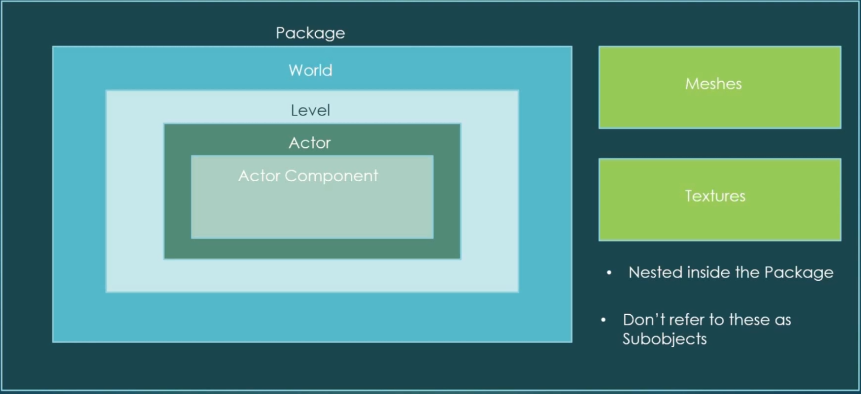 Package
World
Level
Actor
Actor Component
Meshes
Textures
• Nested inside the Package
• Don’t refer to these as
Subobjects